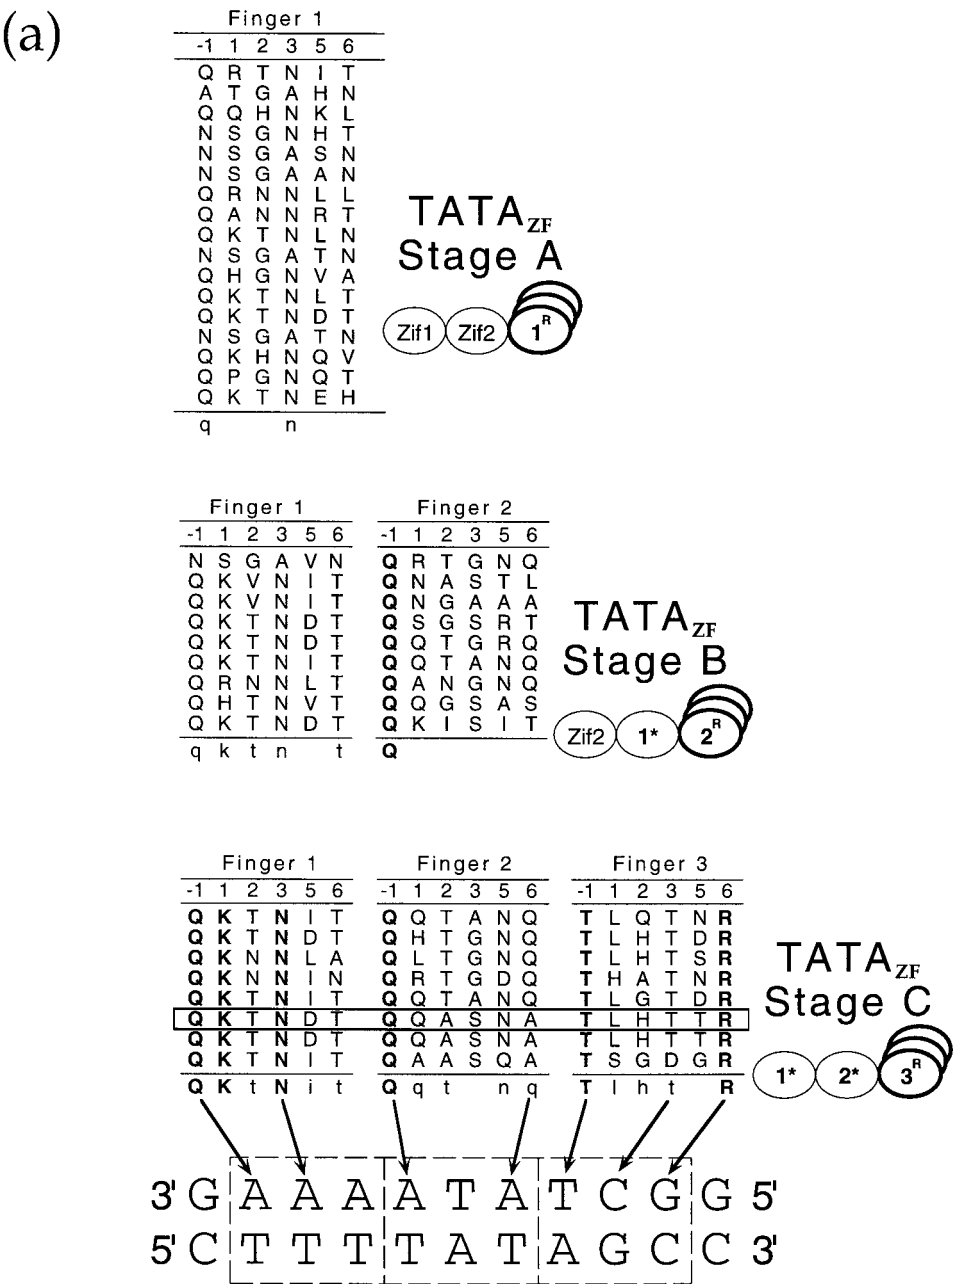 (a)
Finger 1
-1 1 2 3 5 6
Q R T N I T
A T G A H N
Q Q H N K L
N S G N H T
N S G A S N
N S G A A N
Q R N N L L
Q A N N R T
Q K T N L N
N S G A T N
Q H G N V A
Q K T N L T
Q K T N D T
N S G A T N
Q K H N Q V
Q P G N Q T
Q K T N E H
q n
TATAZF
Stage A
Zif1 Zif2 1R
Finger 1 Finger 2
-1 1 2 3 5 6 -1 1 2 3 5 6
N S G A V N Q R T G N Q
Q K V N I T Q N A S T L
Q K V N I T Q N G A A A
Q K T N D T Q S G S R T
Q K T N D T Q Q T G R Q
Q K T N I T Q Q T A N Q
Q R N N L T Q A N G N Q
Q H T N V T Q Q G S A S
Q K T N D T Q K I S I T
q k t n t Q
TATAZF
Stage B
Zif2 1* 2R
Finger 1 Finger 2 Finger 3
-1 1 2 3 5 6 -1 1 2 3 5 6 -1 1 2 3 5 6
Q K T N I T Q Q T A N Q T L Q T N R
Q K T N D T Q H T G N Q T L H T D R
Q K N N L A Q L T G N Q T L H T S R
Q K N N I N Q R T G D Q T H A T N R
Q K T N I T Q Q T A N Q T L G T D R
Q K T N D T Q Q A S N A T L H T T R
Q K T N D T Q Q A S N A T L H T T R
Q K T N I T Q A A S Q A T S G D G R
Q K t N i t Q q t n q T l h t R
TATAZF
Stage C
1* 2* 3R
3' G A A A A T A T C G G 5'
5' C T T T T A T A G C C 3'